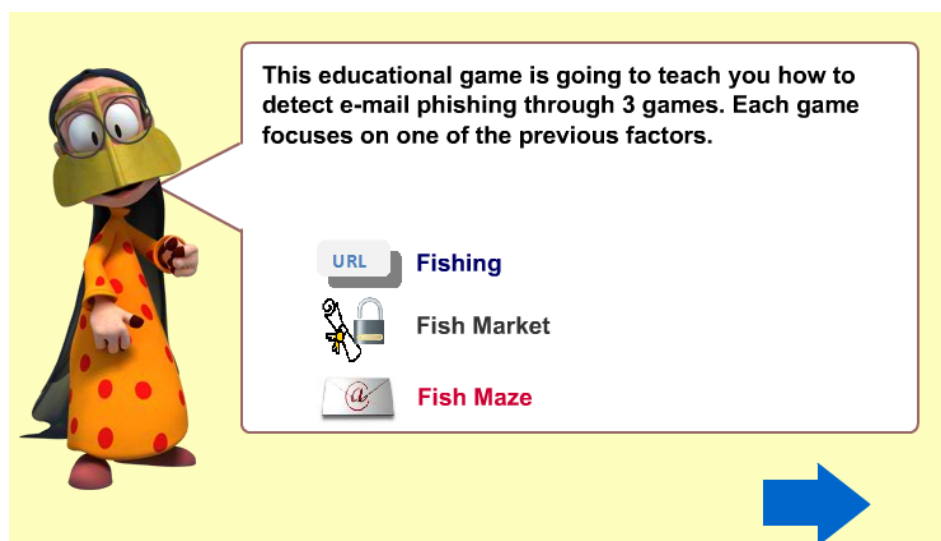 This educational game is going to teach you how to
detect e-mail phishing through 3 games. Each game
focuses on one of the previous factors.
URL Fishing
Fish Market
@ Fish Maze